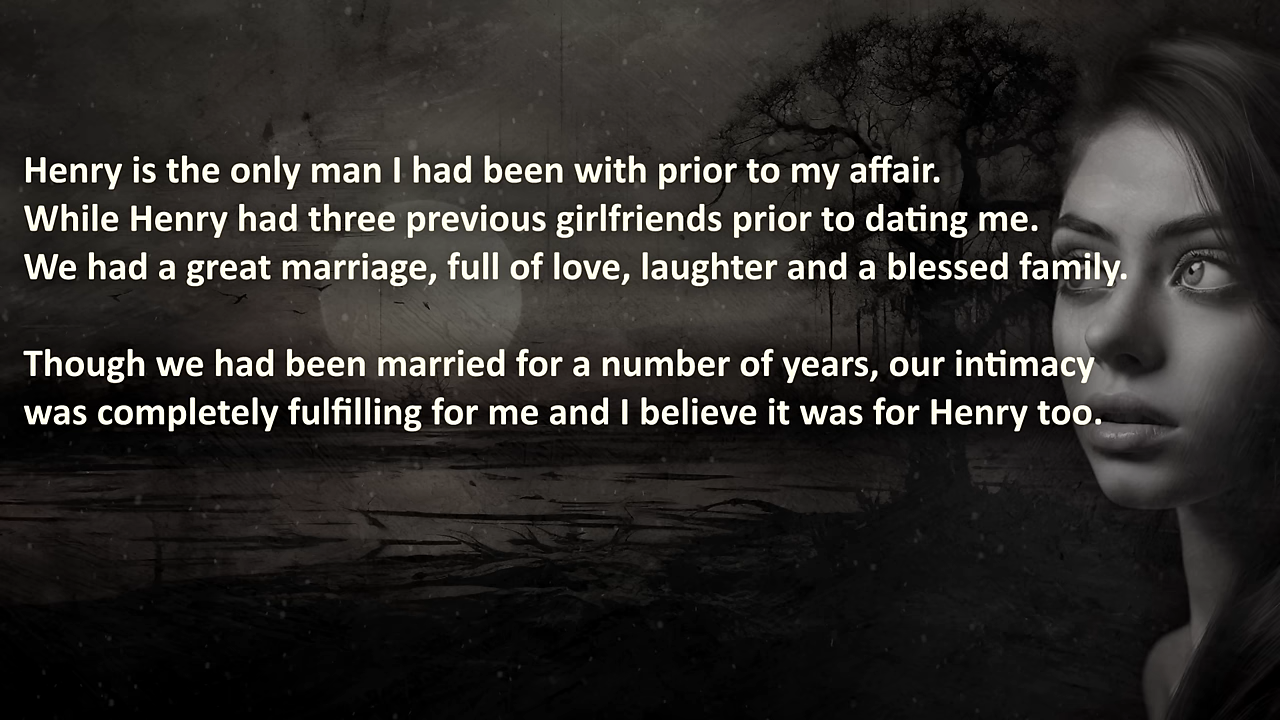 Henry is the only man I had been with prior to my affair.
While Henry had three previous girlfriends prior to dating me.
We had a great marriage, full of love, laughter and a blessed family.
Though we had been married for a number of years, our intimacy
was completely fulfilling for me and I believe it was for Henry too.